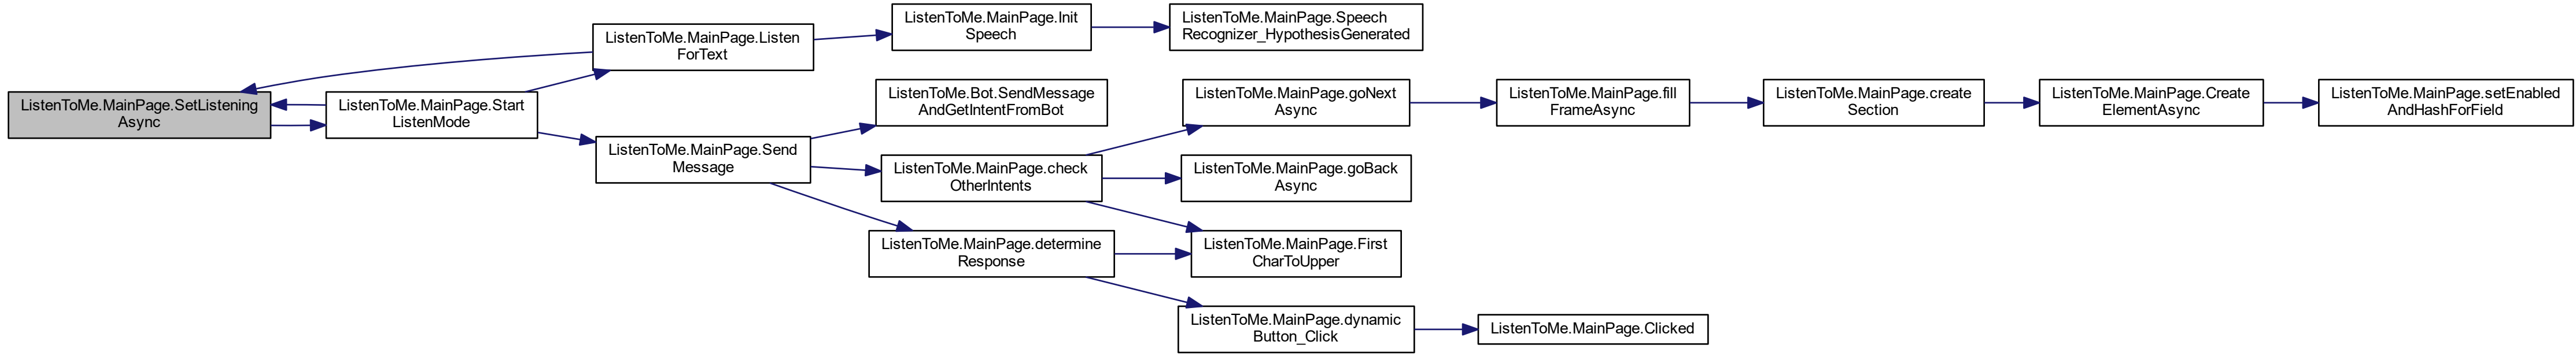 ListenToMe.MainPage.SetListening
Async
ListenToMe.MainPage.Start
ListenMode
ListenToMe.MainPage.Listen
ForText
ListenToMe.MainPage.Init
Speech
ListenToMe.MainPage.Speech
Recognizer_HypothesisGenerated
ListenToMe.MainPage.Send
Message
ListenToMe.Bot.SendMessage
AndGetIntentFromBot
ListenToMe.MainPage.check
OtherIntents
ListenToMe.MainPage.goNext
Async
ListenToMe.MainPage.fill
FrameAsync
ListenToMe.MainPage.create
Section
ListenToMe.MainPage.Create
ElementAsync
ListenToMe.MainPage.setEnabled
AndHashForField
ListenToMe.MainPage.goBack
Async
ListenToMe.MainPage.First
CharToUpper
ListenToMe.MainPage.determine
Response
ListenToMe.MainPage.dynamic
Button_Click
ListenToMe.MainPage.Clicked